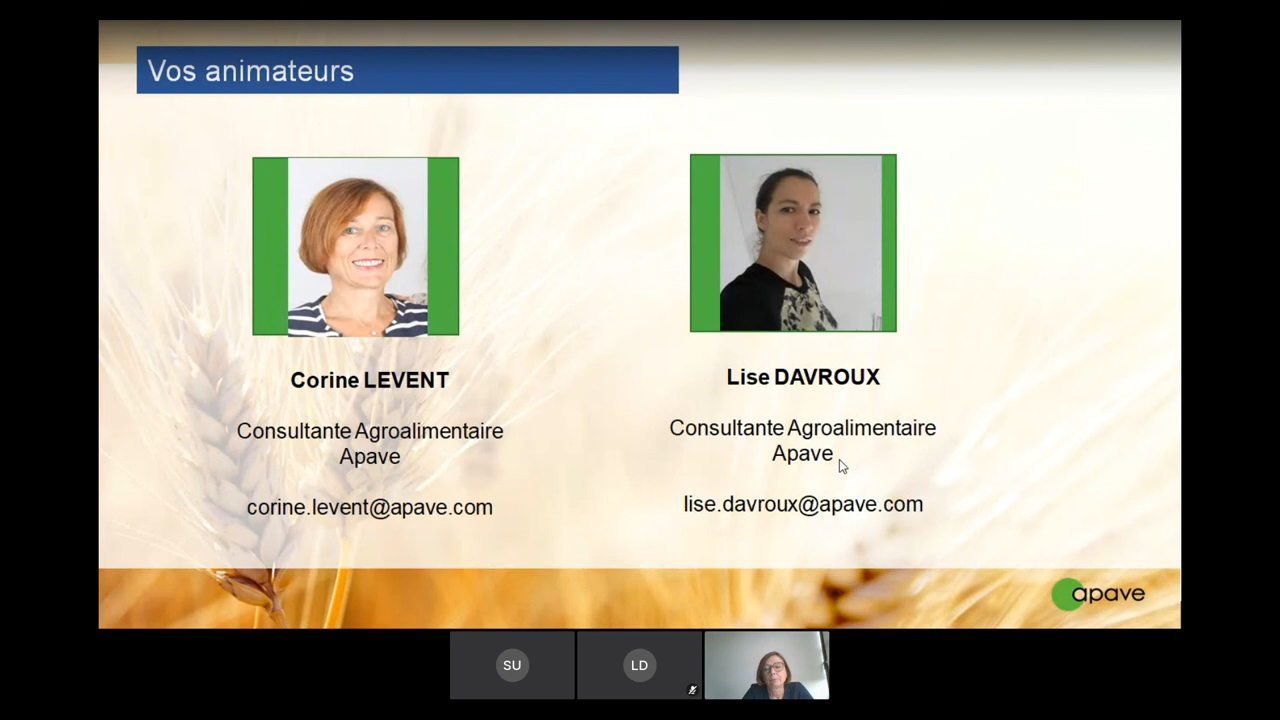 Vos animateurs
Corine LEVENT
Consultante Agroalimentaire
Apave
corine.levent@apave.com
Lise DAVROUX
Consultante Agroalimentaire
Apave
lise.davroux@apave.com
apave
SU
LD